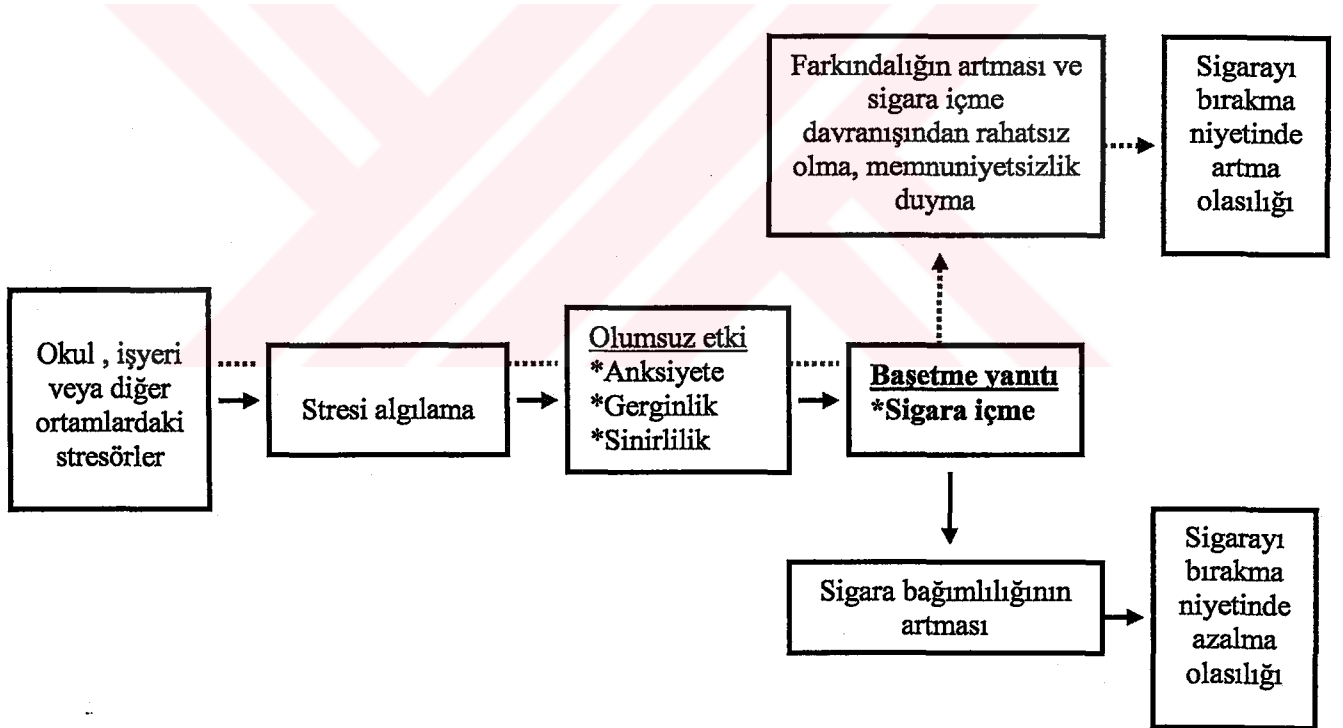 Farkındalığın artması ve
sigara içme
davranışından rahatsız
olma, memnuniyetsizlik
duyma
Sigarayı
bırakma
niyetinde
artma
olasılığı
Okul , işyeri
veya diğer
ortamlardaki
stresörler
Stresi algılama
Olumsuz etki
*Anksiyete
*Gerginlik
*Sinirlilik
Başetme yanıtı
*Sigara içme
Sigara bağımlılığının
artması
Sigarayı
bırakma
niyetinde
azalma
olasılığı